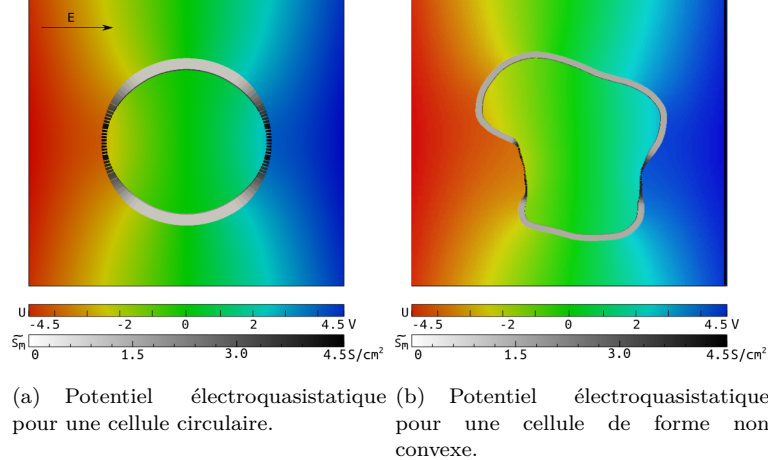 E
U
-4.5 -2 0 2 4.5 V
S̃m
0 1.5 3.0 4.5 S/cm²
(a) Potentiel électroquasistatique
pour une cellule circulaire.
U
-4.5 -2 0 2 4.5 V
S̃m
0 1.5 3.0 4.5 S/cm²
(b) Potentiel électroquasistatique
pour une cellule de forme non
convexe.